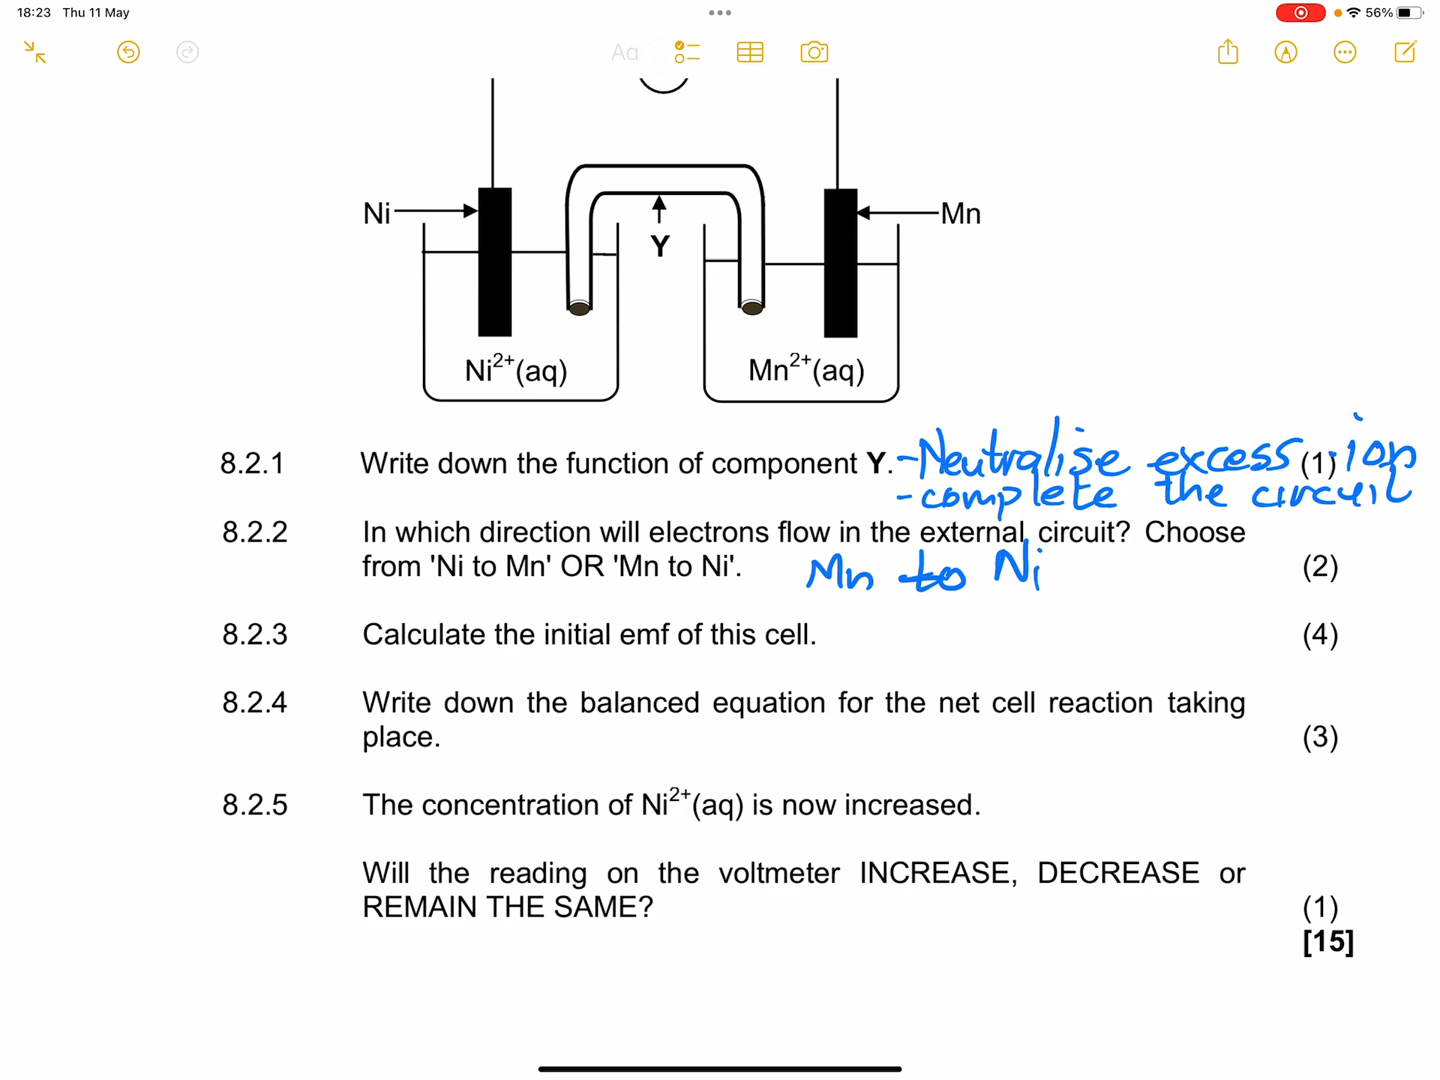 18:23 Thu 11 May
56%
Aa
Ni
Mn
Y
Ni²⁺(aq)
Mn²⁺(aq)
8.2.1 Write down the function of component Y. -Neutralise excess (1) ion
-complete the circuit
8.2.2 In which direction will electrons flow in the external circuit? Choose
from 'Ni to Mn' OR 'Mn to Ni'. Mn to Ni (2)
8.2.3 Calculate the initial emf of this cell. (4)
8.2.4 Write down the balanced equation for the net cell reaction taking
place. (3)
8.2.5 The concentration of Ni²⁺(aq) is now increased.
Will the reading on the voltmeter INCREASE, DECREASE or
REMAIN THE SAME? (1)
[15]